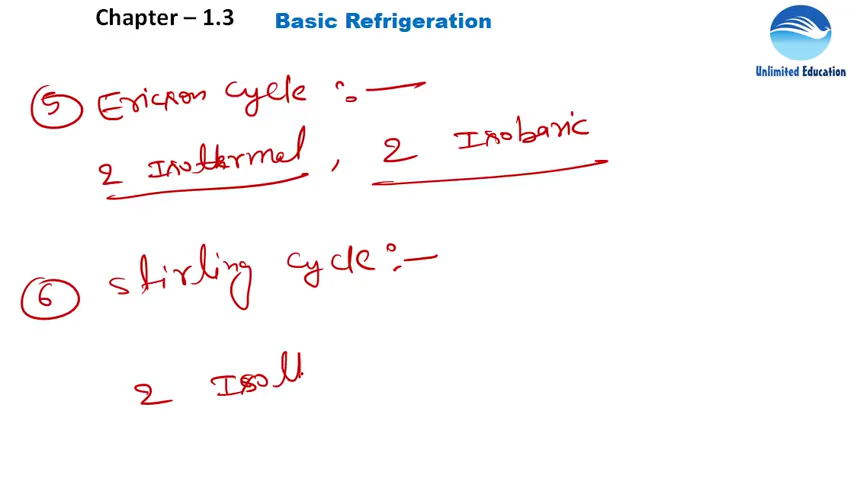 Chapter – 1.3 Basic Refrigeration
Unlimited Education
5 Ericson cycle :—
2 Isothermal, 2 Isobaric
6 Stirling cycle :—
2